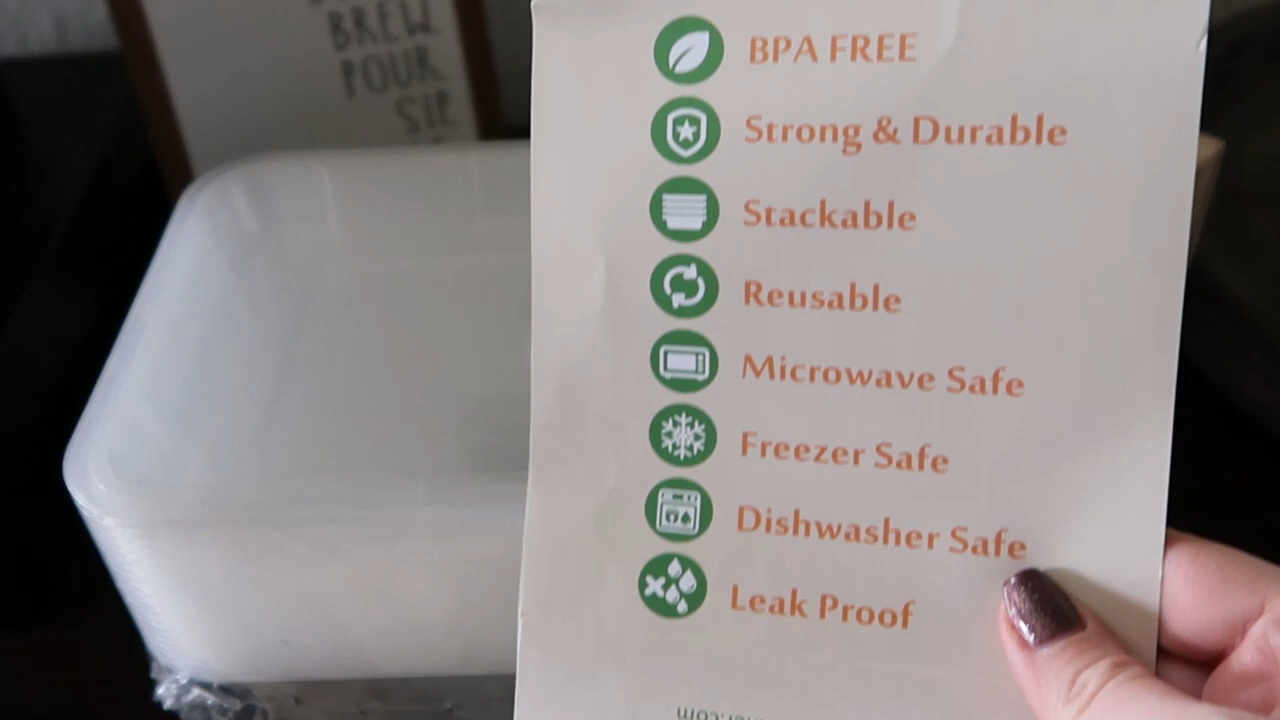 BREW
POUR
SIP
BPA FREE
Strong & Durable
Stackable
Reusable
Microwave Safe
Freezer Safe
Dishwasher Safe
Leak Proof